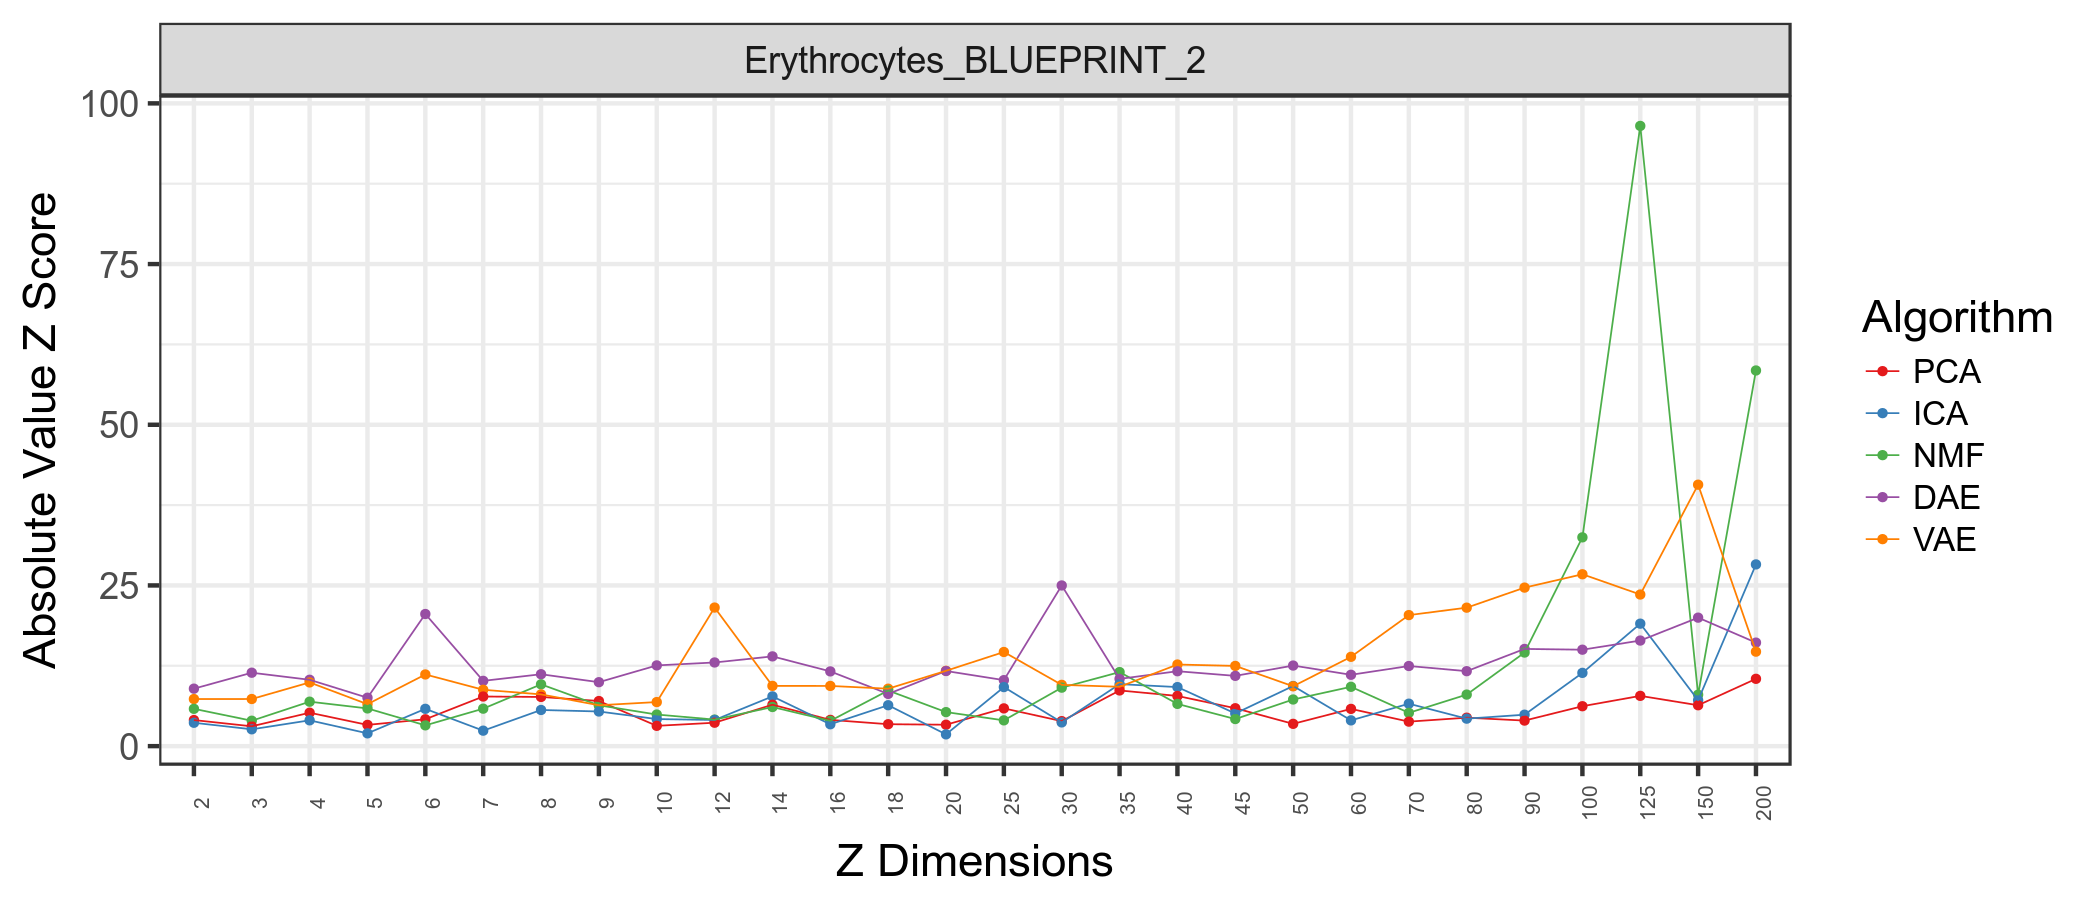 Erythrocytes_BLUEPRINT_2
Absolute Value Z Score
100
75
50
25
0
2 3 4 5 6 7 8 9 10 12 14 16 18 20 25 30 35 40 45 50 60 70 80 90 100 125 150 200
Z Dimensions
Algorithm
PCA
ICA
NMF
DAE
VAE